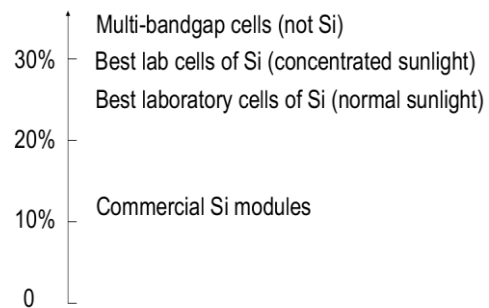 Multi-bandgap cells (not Si)
30% Best lab cells of Si (concentrated sunlight)
Best laboratory cells of Si (normal sunlight)
20%
10% Commercial Si modules
0